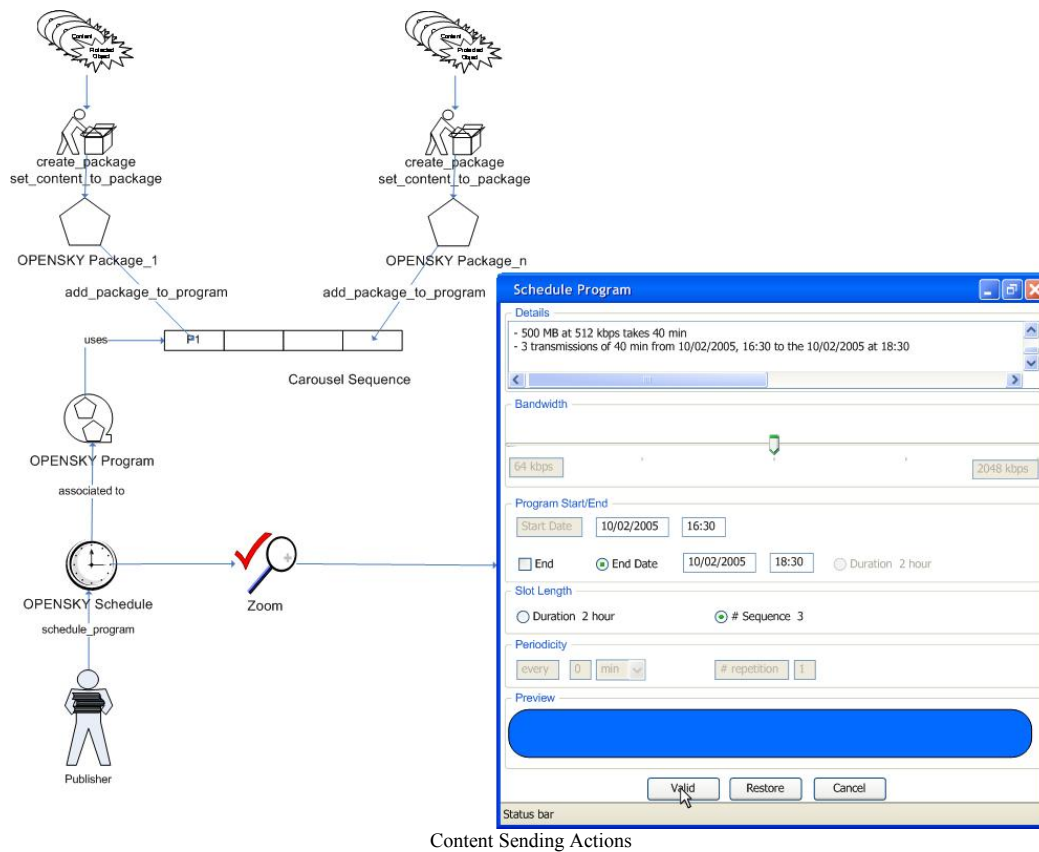 Content
Protected
Object
Content
Protected
Object
create_package
set_content_to_package
create_package
set_content_to_package
OPENSKY Package_1
OPENSKY Package_n
add_package_to_program
add_package_to_program
uses
P1
Carousel Sequence
OPENSKY Program
associated to
OPENSKY Schedule
Zoom
schedule_program
Publisher
Schedule Program
Details
- 500 MB at 512 kbps takes 40 min
- 3 transmissions of 40 min from 10/02/2005, 16:30 to the 10/02/2005 at 18:30
Bandwidth
64 kbps
2048 kbps
Program Start/End
Start Date 10/02/2005 16:30
End End Date 10/02/2005 18:30 Duration 2 hour
Slot Length
Duration 2 hour # Sequence 3
Periodicity
every 0 min # repetition 1
Preview
Valid Restore Cancel
Status bar
Content Sending Actions